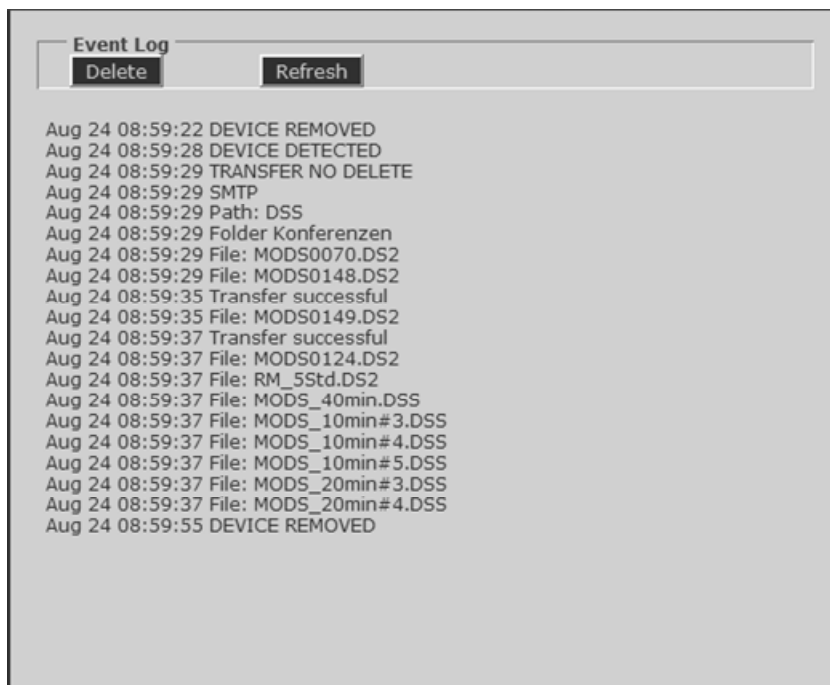 Event Log
Delete Refresh
Aug 24 08:59:22 DEVICE REMOVED
Aug 24 08:59:28 DEVICE DETECTED
Aug 24 08:59:29 TRANSFER NO DELETE
Aug 24 08:59:29 SMTP
Aug 24 08:59:29 Path: DSS
Aug 24 08:59:29 Folder Konferenzen
Aug 24 08:59:29 File: MODS0070.DS2
Aug 24 08:59:29 File: MODS0148.DS2
Aug 24 08:59:35 Transfer successful
Aug 24 08:59:35 File: MODS0149.DS2
Aug 24 08:59:37 Transfer successful
Aug 24 08:59:37 File: MODS0124.DS2
Aug 24 08:59:37 File: RM_5Std.DS2
Aug 24 08:59:37 File: MODS_40min.DSS
Aug 24 08:59:37 File: MODS_10min#3.DSS
Aug 24 08:59:37 File: MODS_10min#4.DSS
Aug 24 08:59:37 File: MODS_10min#5.DSS
Aug 24 08:59:37 File: MODS_20min#3.DSS
Aug 24 08:59:37 File: MODS_20min#4.DSS
Aug 24 08:59:55 DEVICE REMOVED